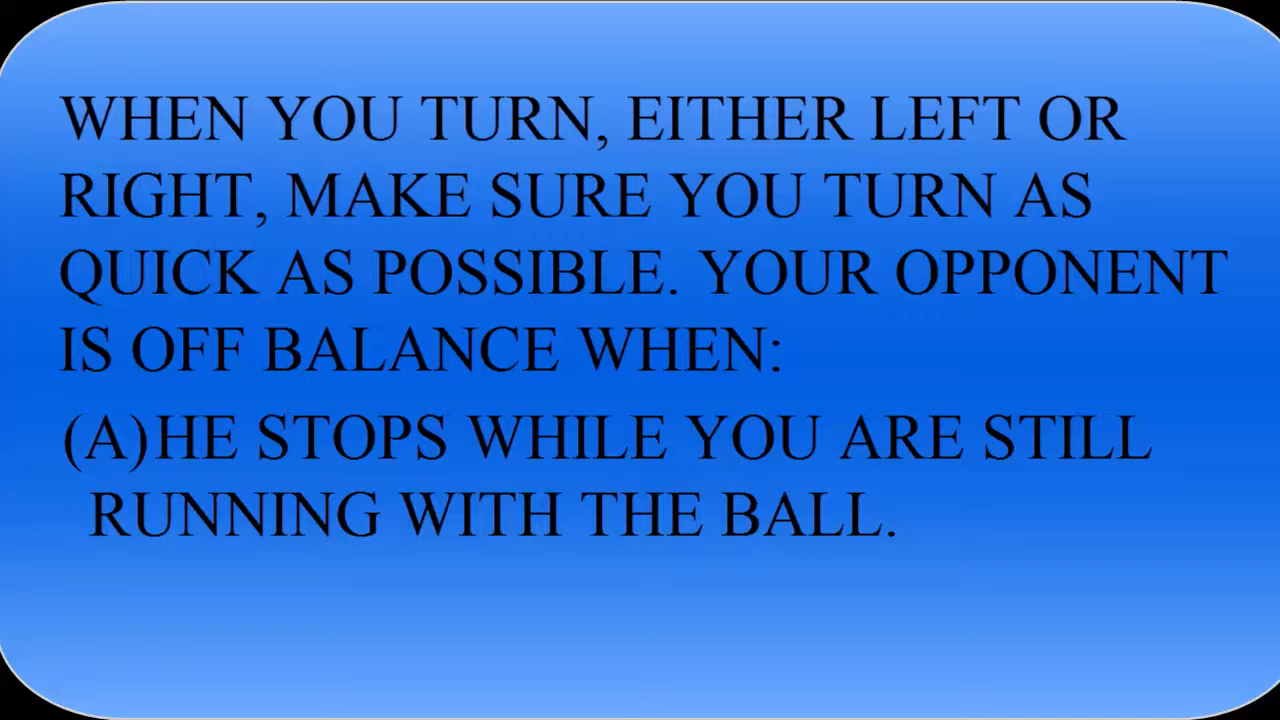 WHEN YOU TURN, EITHER LEFT OR
RIGHT, MAKE SURE YOU TURN AS
QUICK AS POSSIBLE. YOUR OPPONENT
IS OFF BALANCE WHEN:
(A)HE STOPS WHILE YOU ARE STILL
RUNNING WITH THE BALL.